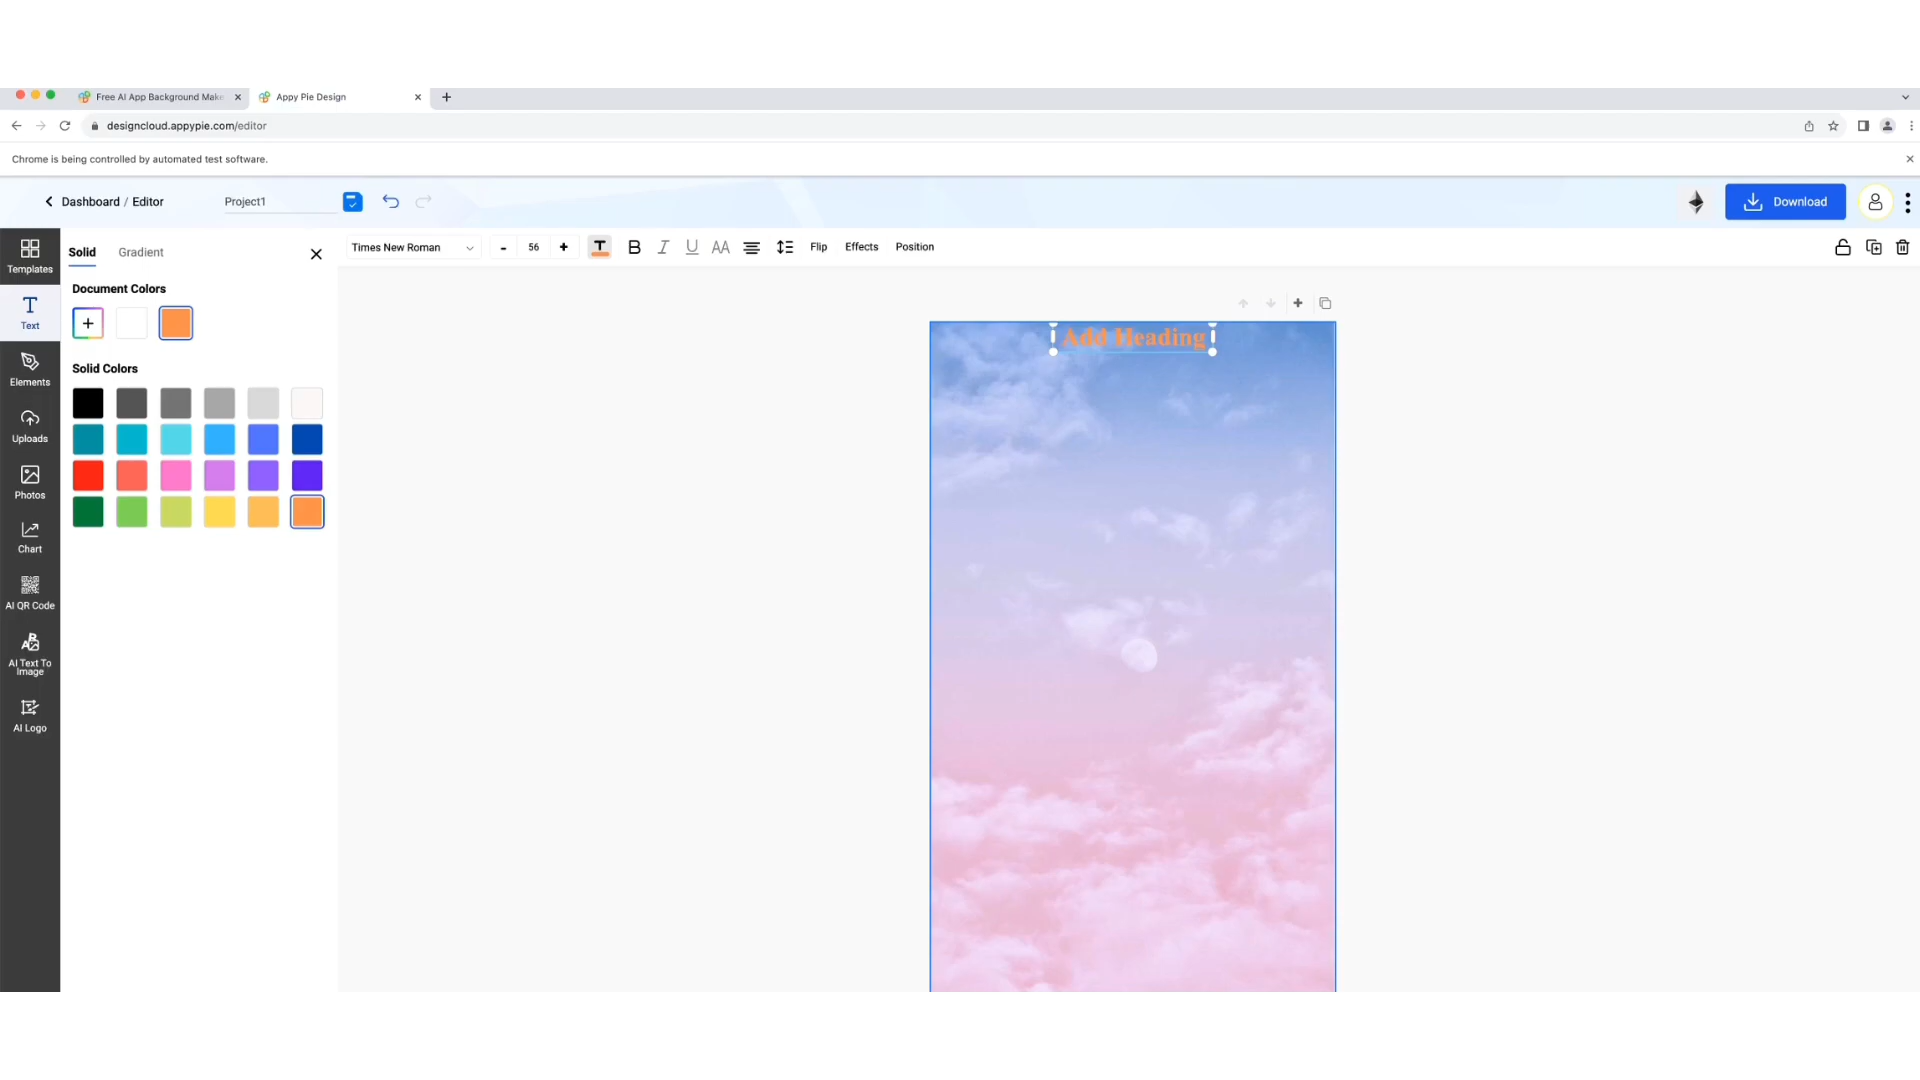 Free AI App Background Make
Appy Pie Design
designcloud.appypie.com/editor
Chrome is being controlled by automated test software.
Dashboard / Editor
Project1
Download
Templates
Text
Elements
Uploads
Photos
Chart
AI QR Code
AI Text To
Image
AI Logo
Solid
Gradient
Document Colors
Solid Colors
Times New Roman
- 56 +
T
B
I
U
AA
Flip
Effects
Position
Add Heading